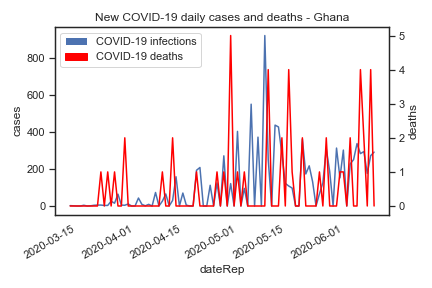 New COVID-19 daily cases and deaths - Ghana
COVID-19 infections
COVID-19 deaths
cases
800
600
400
200
0
deaths
5
4
3
2
1
0
2020-03-15
2020-04-01
2020-04-15
2020-05-01
2020-05-15
2020-06-01
dateRep